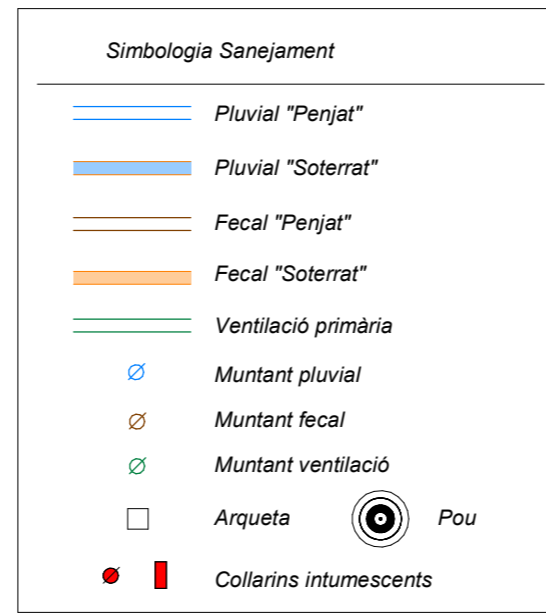 Simbologia Sanejament
Pluvial "Penjat"
Pluvial "Soterrat"
Fecal "Penjat"
Fecal "Soterrat"
Ventilació primària
Muntant pluvial
Muntant fecal
Muntant ventilació
Arqueta Pou
Collarins intumescents